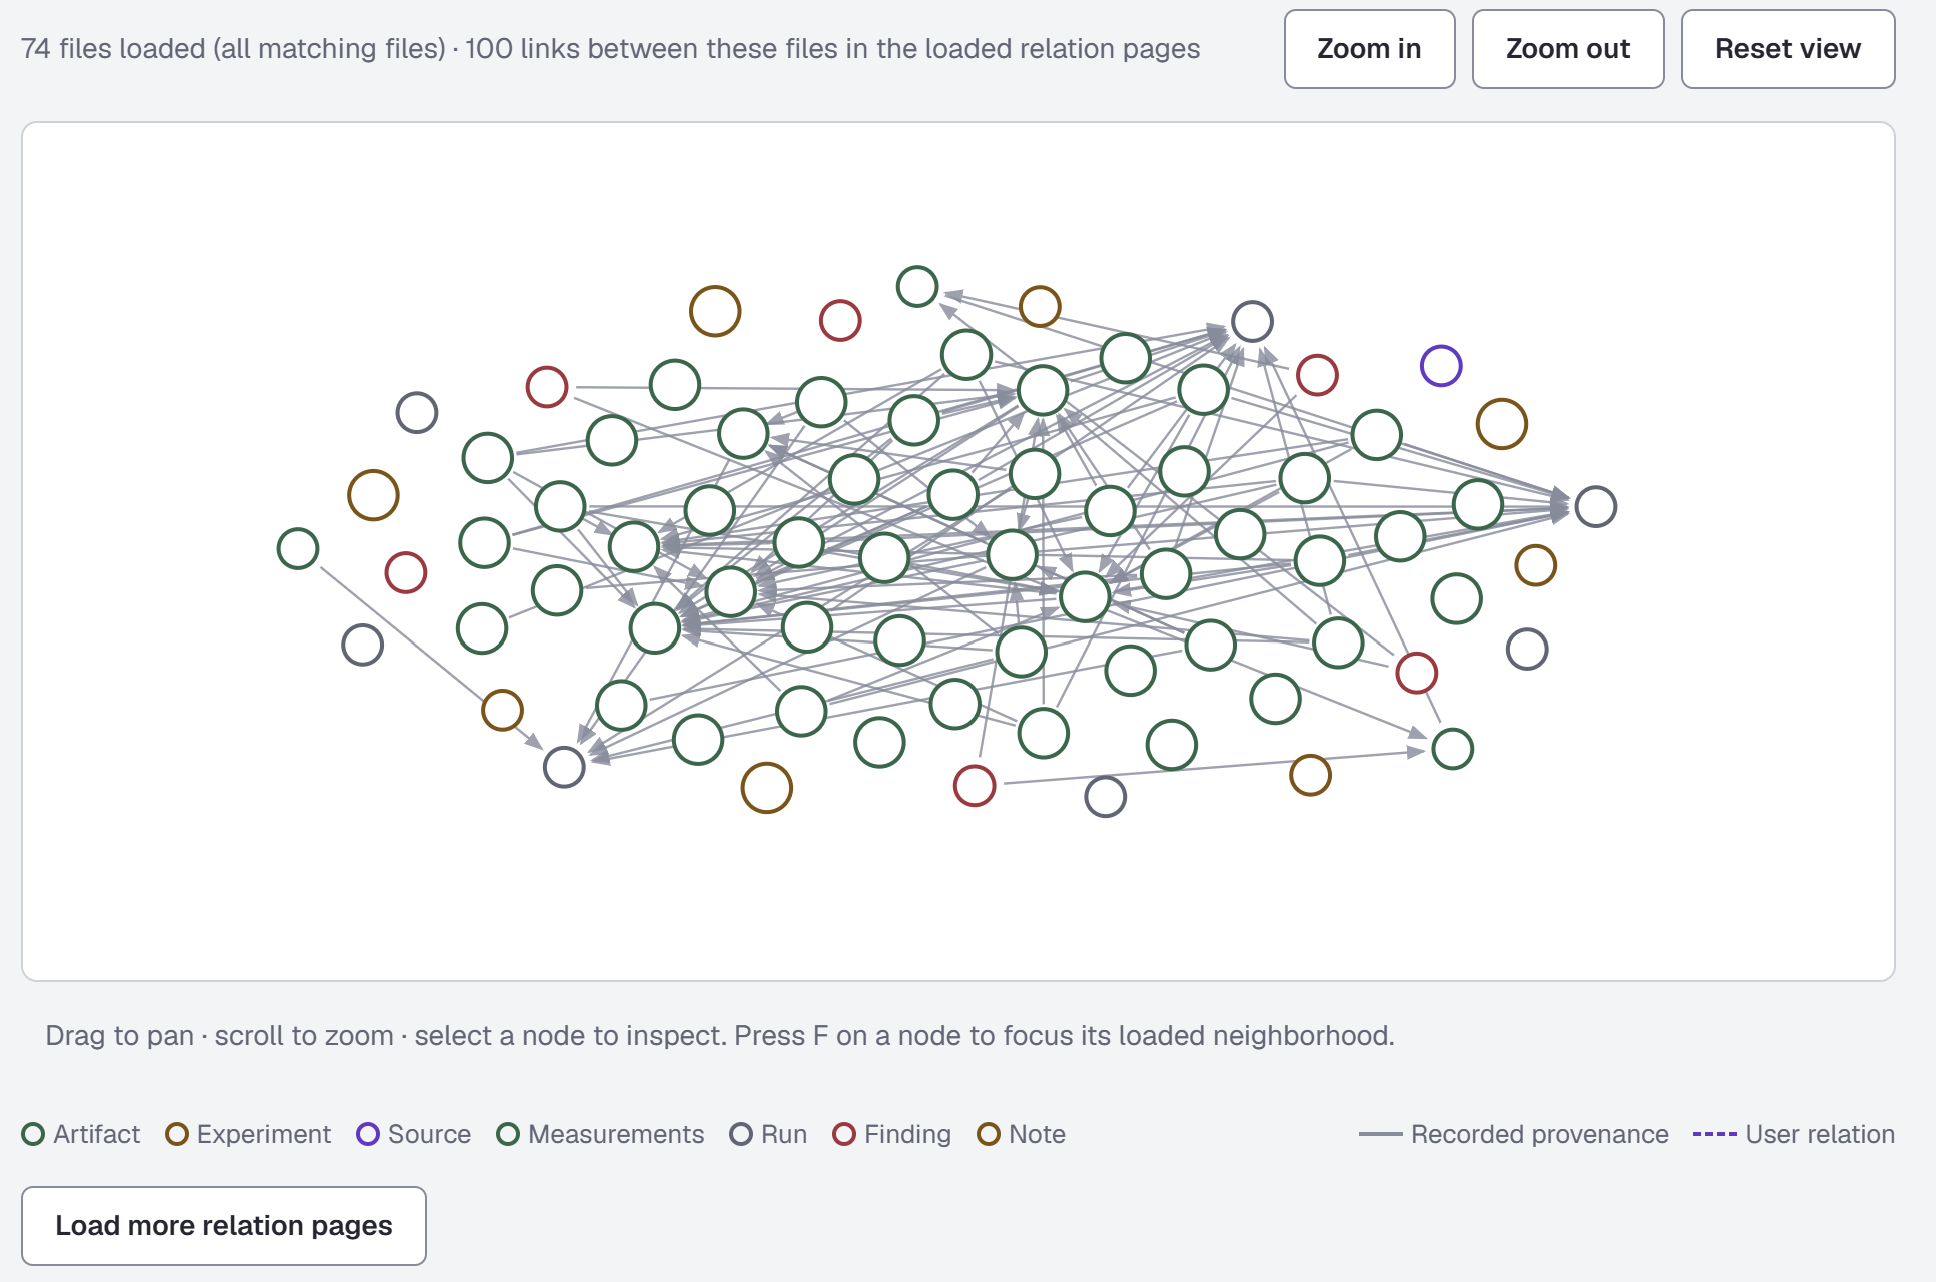 74 files loaded (all matching files) · 100 links between these files in the loaded relation pages
Zoom in
Zoom out
Reset view
Drag to pan · scroll to zoom · select a node to inspect. Press F on a node to focus its loaded neighborhood.
Artifact
Experiment
Source
Measurements
Run
Finding
Note
Recorded provenance
User relation
Load more relation pages